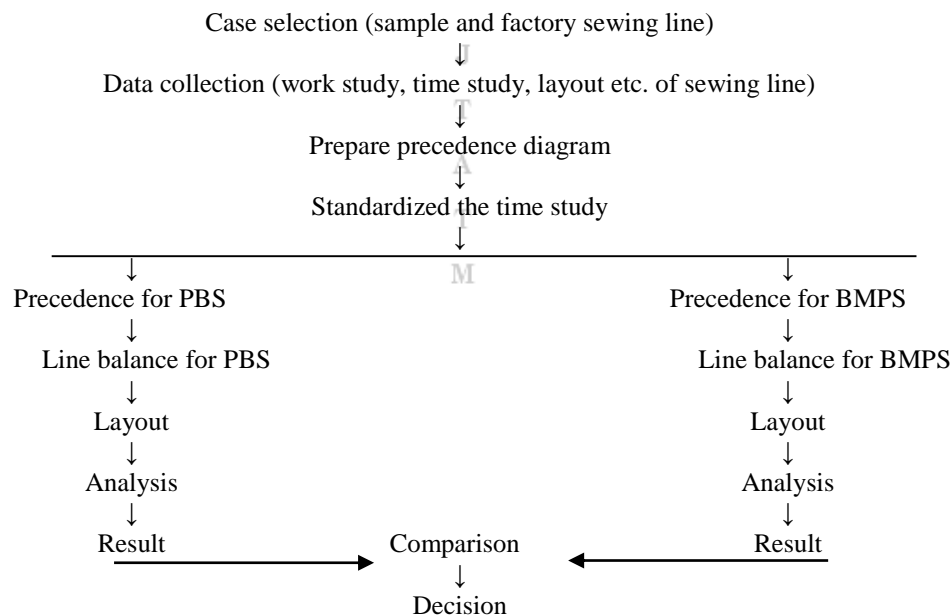 Case selection (sample and factory sewing line)
↓
Data collection (work study, time study, layout etc. of sewing line)
↓
Prepare precedence diagram
↓
Standardized the time study
↓
↓ ↓
Precedence for PBS Precedence for BMPS
↓ ↓
Line balance for PBS Line balance for BMPS
↓ ↓
Layout Layout
↓ ↓
Analysis Analysis
↓ ↓
Result Comparison Result
↓
Decision
J
T
A
T
M